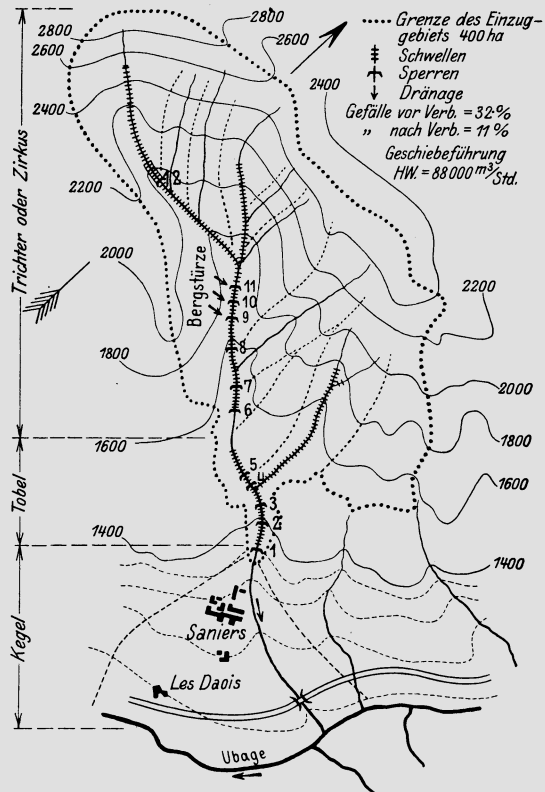 2800
2800
2600
2600
2400
2400
2200
2000
1800
1600
1400
2200
2000
1800
1600
1400
Grenze des Einzug-
gebiets 400 ha
Schwellen
Sperren
Dränage
Gefälle vor Verb. = 32 %
„ nach Verb. = 11 %
Geschiebeführung
HW. = 88000 m³/Std.
Trichter oder Zirkus
Tobel
Kegel
Bergstürze
12
11
10
9
8
7
6
5
4
3
2
1
Saniers
Les Daois
Ubage